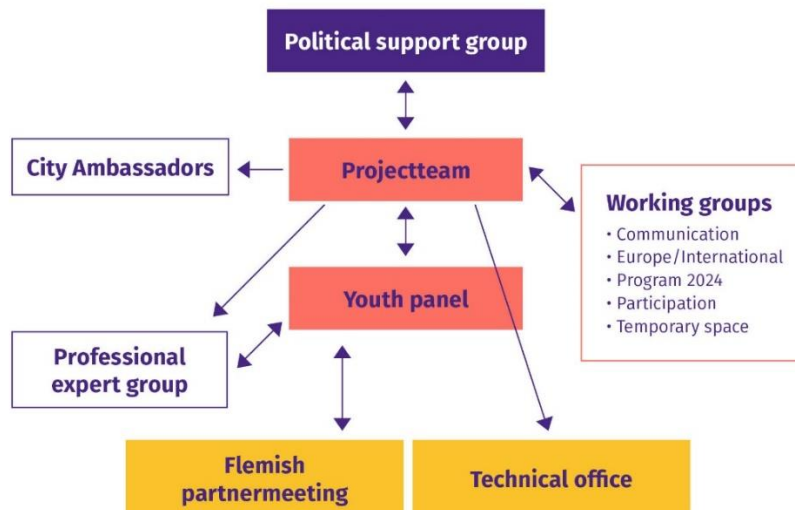 Political support group
City Ambassadors
Projectteam
Working groups
• Communication
• Europe/International
• Program 2024
• Participation
• Temporary space
Youth panel
Professional
expert group
Flemish
partnermeeting
Technical office